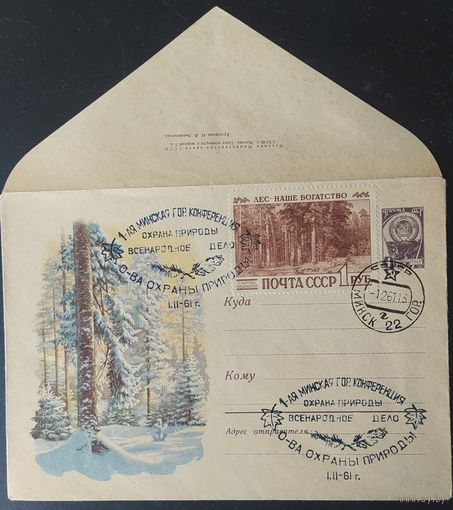 1-АЯ МИНСКАЯ ГОР. КОНФЕРЕНЦИЯ
ОХРАНА ПРИРОДЫ
ВСЕНАРОДНОЕ ДЕЛО
О-ВА ОХРАНЫ ПРИРОДЫ
1.II-61 г.
ЛЕС-НАШЕ БОГАТСТВО
ПОЧТА СССР 1 РУБ
МИНСК 22 ГОР.
Куда
Кому
Адрес отправителя
1-АЯ МИНСКАЯ ГОР. КОНФЕРЕНЦИЯ
ОХРАНА ПРИРОДЫ
ВСЕНАРОДНОЕ ДЕЛО
О-ВА ОХРАНЫ ПРИРОДЫ
1.II-61 г.